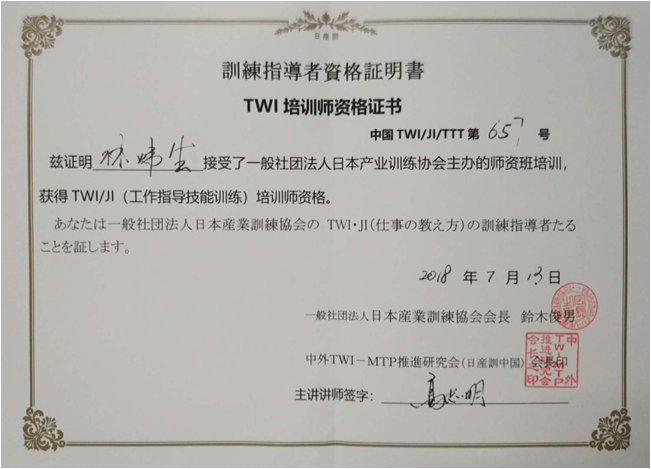 日産訓
訓練指導者資格証明書
TWI 培训师资格证书
中国 TWI/JI/TTT 第 657 号
兹证明 林炜生 接受了一般社团法人日本产业训练协会主办的师资班培训，
获得 TWI/JI（工作指导技能训练）培训师资格。
あなたは一般社団法人日本産業訓練協会の TWI・JI（仕事の教え方）の訓練指導者たる
ことを証します。
2018 年 7 月 13 日
一般社団法人日本産業訓練協会会長 鈴木俊男
中外TWI－MTP推進研究会（日産訓中国）会長印
主讲讲师签字：